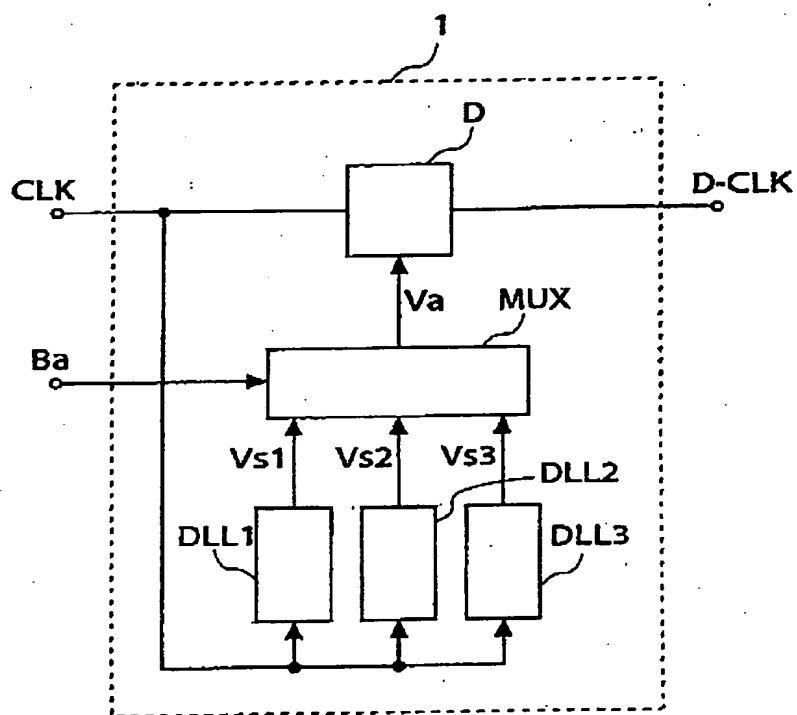 1
D
CLK
D-CLK
Va
MUX
Ba
Vs1
Vs2
Vs3
DLL2
DLL1
DLL3